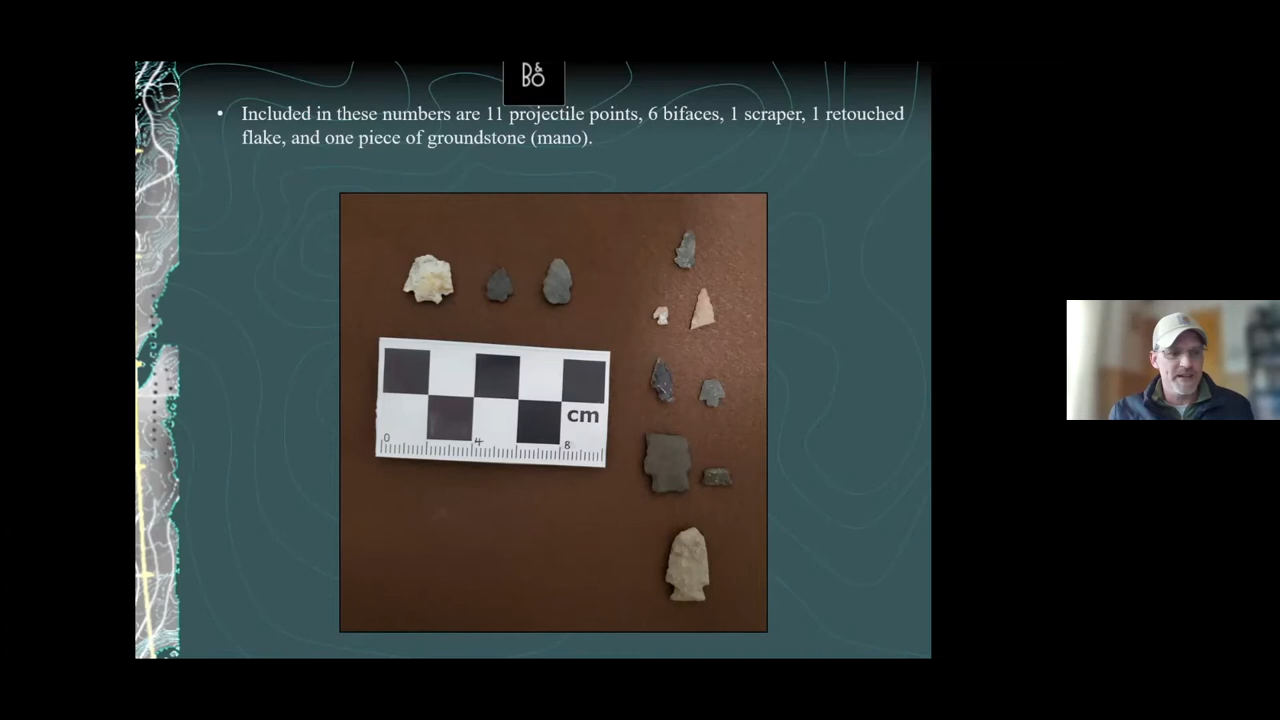 B&O
• Included in these numbers are 11 projectile points, 6 bifaces, 1 scraper, 1 retouched
flake, and one piece of groundstone (mano).
cm
0 4 8